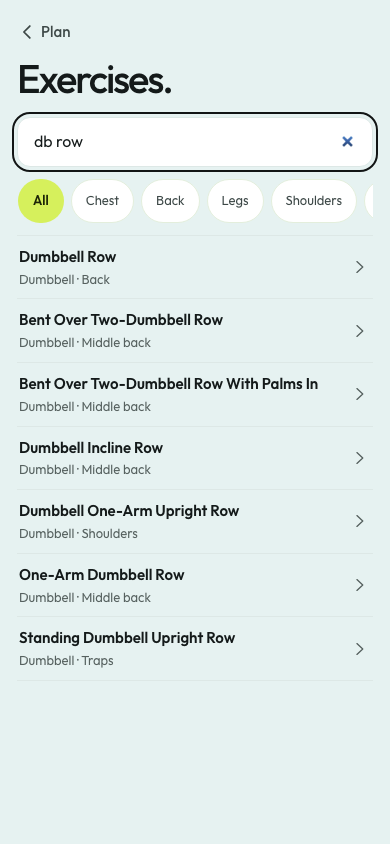 Plan
Exercises.
db row
All
Chest
Back
Legs
Shoulders
Dumbbell Row
Dumbbell · Back
Bent Over Two-Dumbbell Row
Dumbbell · Middle back
Bent Over Two-Dumbbell Row With Palms In
Dumbbell · Middle back
Dumbbell Incline Row
Dumbbell · Middle back
Dumbbell One-Arm Upright Row
Dumbbell · Shoulders
One-Arm Dumbbell Row
Dumbbell · Middle back
Standing Dumbbell Upright Row
Dumbbell · Traps